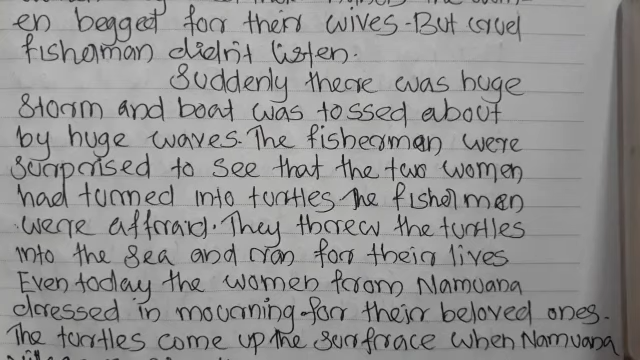 en begged for their wives. But cruel
fisherman didn't listen.
Suddenly there was huge
Storm and boat was tossed about
by huge waves. The fisherman were
Surprised to see that the two women
had turned into turtles. The fisherman
were affraid. They threw the turtles
into the sea and ran for their lives
Even today the women from Namuana
dressed in mourning for their beloved ones.
The turtles come up the surfrace when Namuana